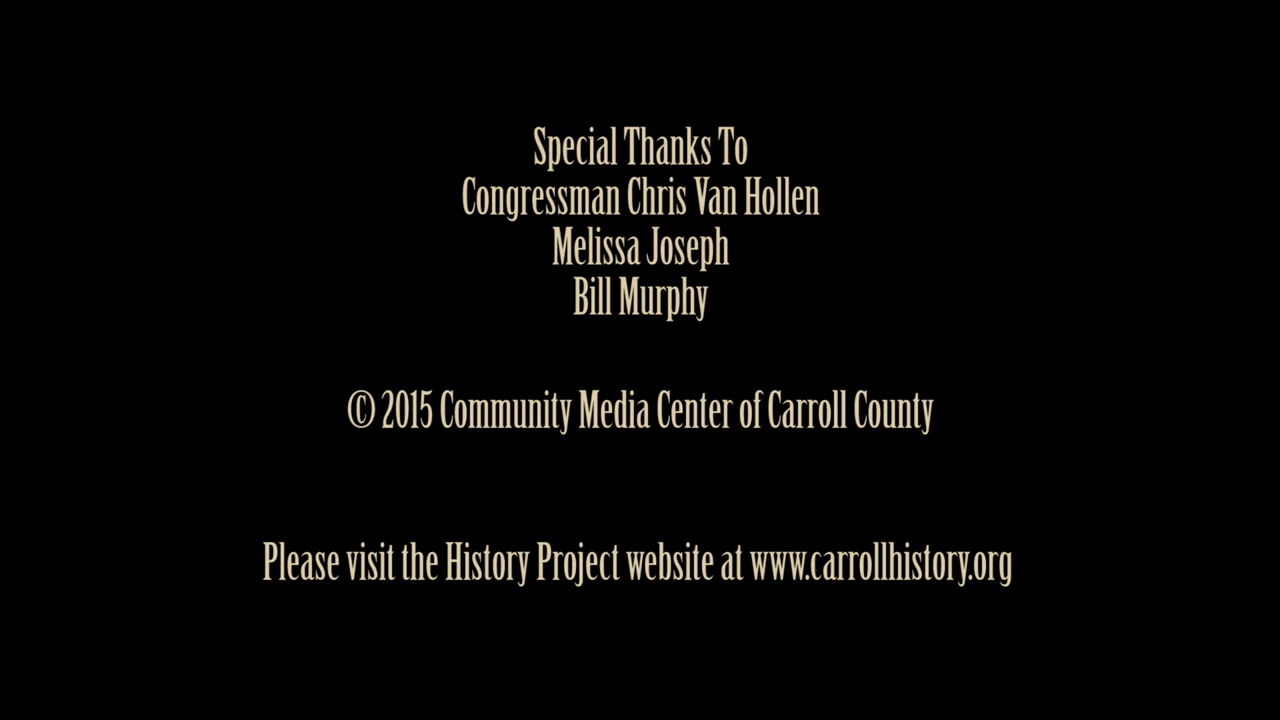 Special Thanks To
Congressman Chris Van Hollen
Melissa Joseph
Bill Murphy
© 2015 Community Media Center of Carroll County
Please visit the History Project website at www.carrollhistory.org